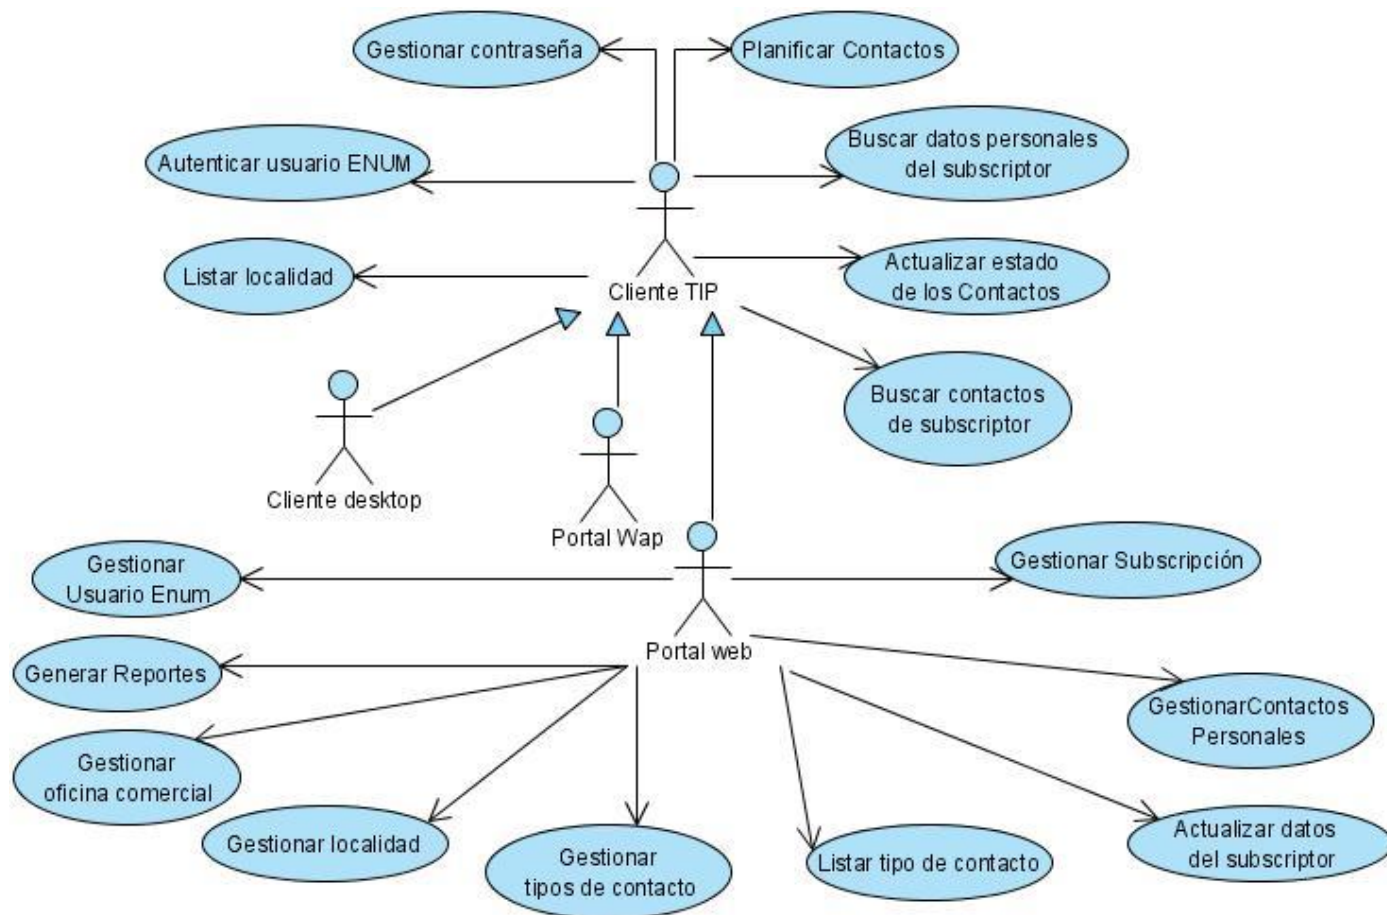 Gestionar contraseña
Planificar Contactos
Autenticar usuario ENUM
Buscar datos personales
del subscriptor
Listar localidad
Cliente TIP
Actualizar estado
de los Contactos
Buscar contactos
de subscriptor
Cliente desktop
Portal Wap
Gestionar
Usuario Enum
Gestionar Subscripción
Portal web
Generar Reportes
GestionarContactos
Personales
Gestionar
oficina comercial
Gestionar localidad
Gestionar
tipos de contacto
Listar tipo de contacto
Actualizar datos
del subscriptor